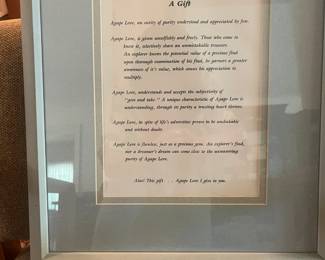 A Gift
Agape Love, an entity of purity understood and appreciated by few.
Agape Love, is given unselfishly and freely. Those who come to
know it, selectively share an unmistakable treasure.
An explorer knows the potential value of a precious find
upon thorough examination of his find, he garners a greater
awareness of it's value, which raises his appreciation to
multiply.
Agape Love, understands and accepts the subjectivity of
"give and take." A unique characteristic of Agape Love is
understanding, through its purity a trusting heart throws.
Agape Love, in spite of life's adversities proves to be unshakable
and without doubt.
Agape Love is flawless, just as a precious gem. An explorer's find,
nor a dreamer's dream can come close to the unwavering
purity of Agape Love.
Alas! This gift . . . Agape Love I give to you.